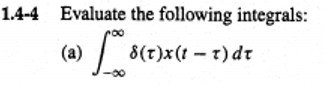 1.4-4 Evaluate the following integrals:
(a) ∫_{-∞}^{∞} δ(τ)x(t − τ) dτ